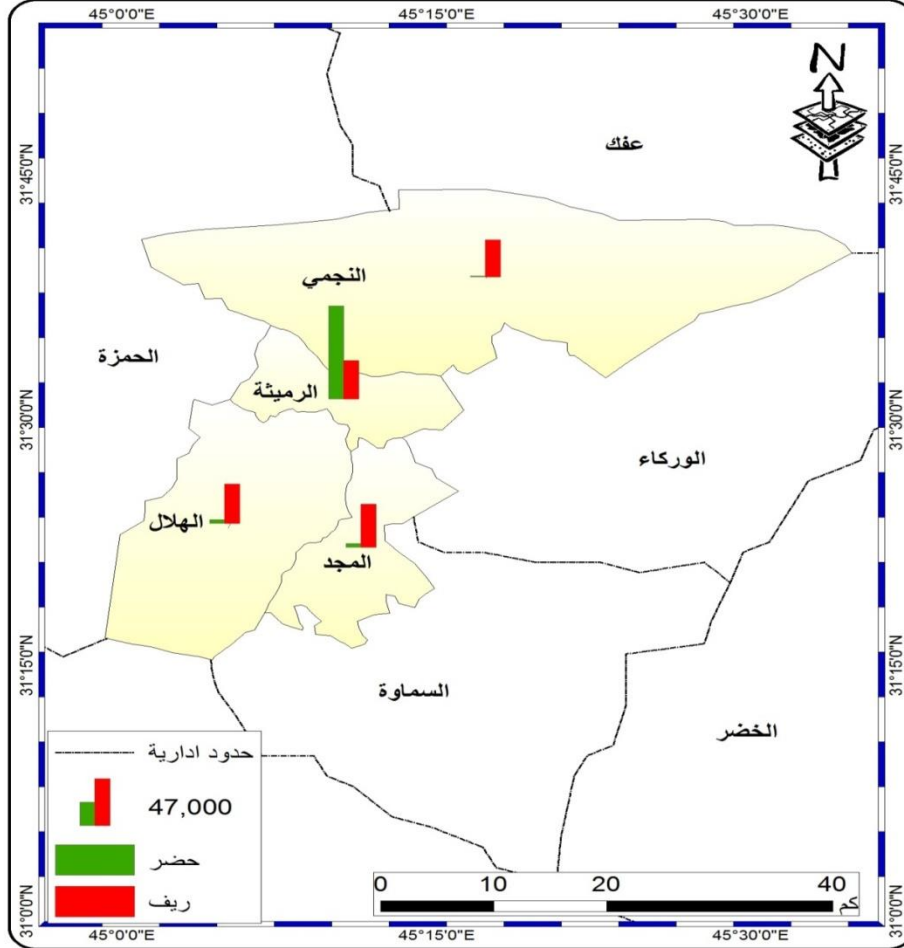 45°0'0"E
45°15'0"E
45°30'0"E
N
عفك
31°45'0"N
31°45'0"N
النجمي
الحمزة
الرميثة
31°30'0"N
31°30'0"N
الوركاء
الهلال
المجد
31°15'0"N
31°15'0"N
السماوة
الخضر
حدود ادارية
47,000
حضر
ريف
0
10
20
40
كم
31°0'0"N
31°0'0"N
45°0'0"E
45°15'0"E
45°30'0"E